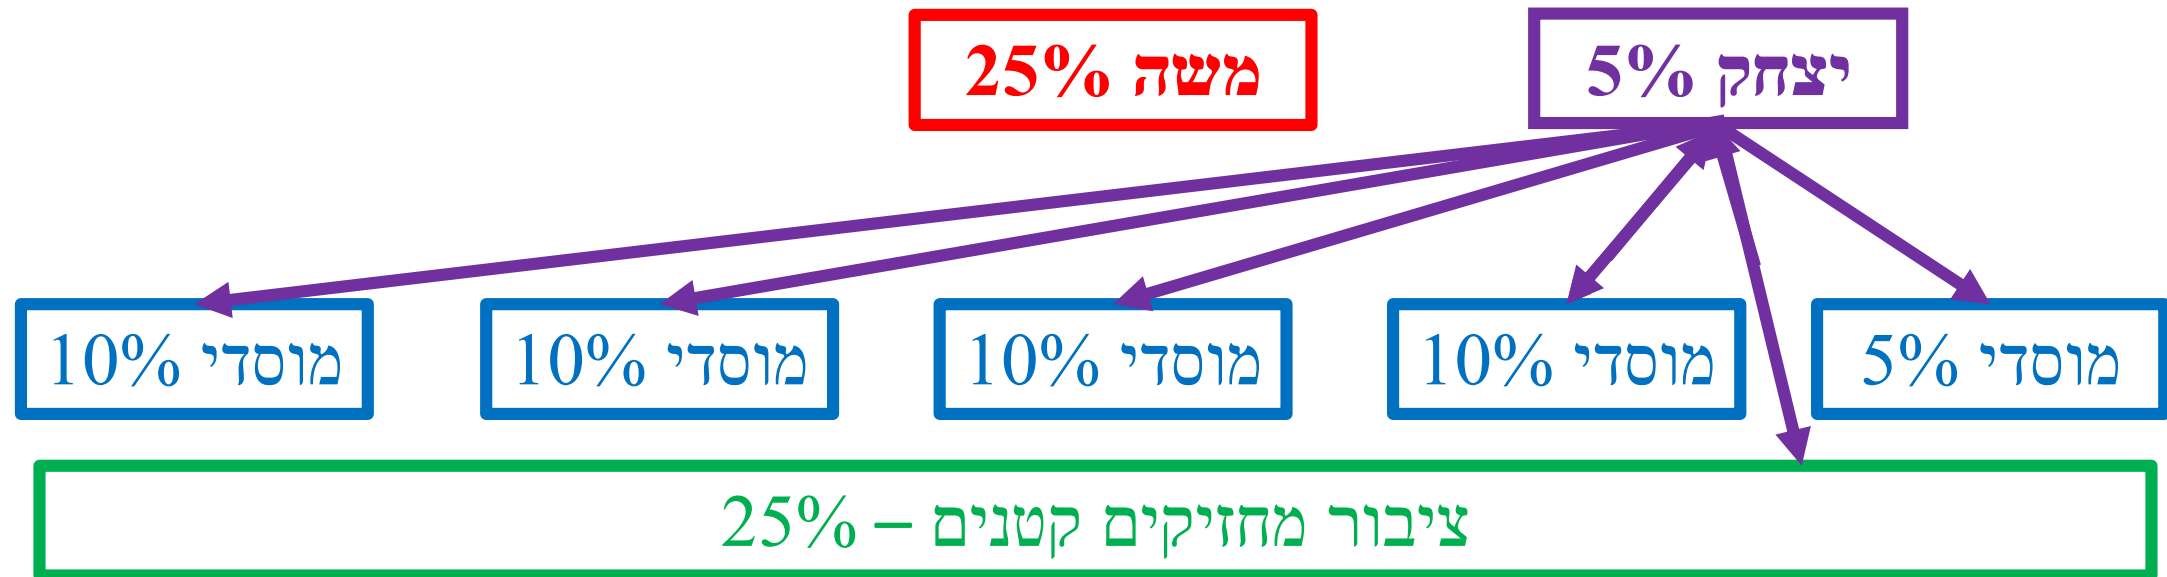 יצחק 5%
משה 25%
מוסדי 5%
מוסדי 10%
מוסדי 10%
מוסדי 10%
מוסדי 10%
ציבור מחזיקים קטנים – 25%